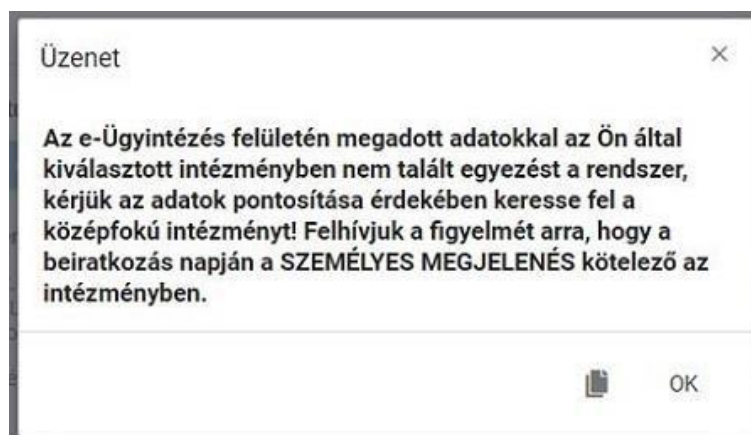 Üzenet
Az e-Ügyintézés felületén megadott adatokkal az Ön által
kiválasztott intézményben nem talált egyezést a rendszer,
kérjük az adatok pontosítása érdekében keresse fel a
középfokú intézményt! Felhívjuk a figyelmét arra, hogy a
beiratkozás napján a SZEMÉLYES MEGJELENÉS kötelező az
intézményben.
OK